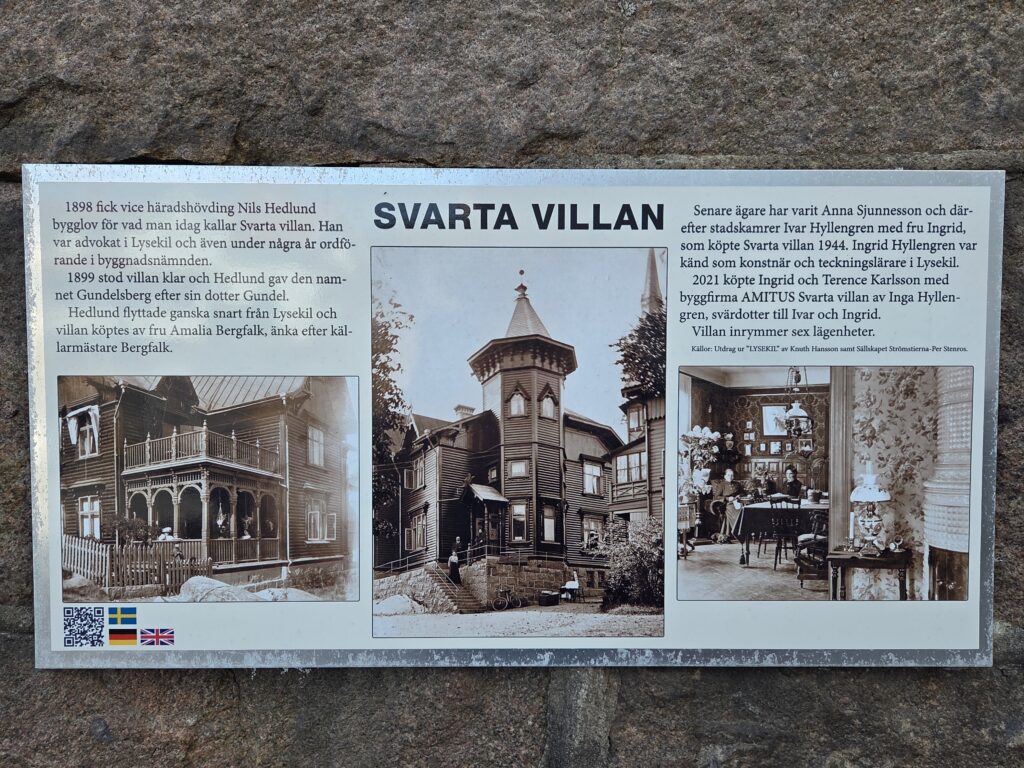 SVARTA VILLAN
1898 fick vice häradshövding Nils Hedlund
bygglov för vad man idag kallar Svarta villan. Han
var advokat i Lysekil och även under några år ordfö-
rande i byggnadsnämnden.
1899 stod villan klar och Hedlund gav den nam-
net Gundelsberg efter sin dotter Gundel.
Hedlund flyttade ganska snart från Lysekil och
villan köptes av fru Amalia Bergfalk, änka efter käl-
larmästare Bergfalk.
Senare ägare har varit Anna Sjunnesson och där-
efter stadskamrer Ivar Hyllengren med fru Ingrid,
som köpte Svarta villan 1944. Ingrid Hyllengren var
känd som konstnär och teckningslärare i Lysekil.
2021 köpte Ingrid och Terence Karlsson med
byggfirma AMITUS Svarta villan av Inga Hyllen-
gren, svärdotter till Ivar och Ingrid.
Villan inrymmer sex lägenheter.
Källor: Utdrag ur "LYSEKIL" av Knuth Hansson samt Sällskapet Strömstierna-Per Stenros.